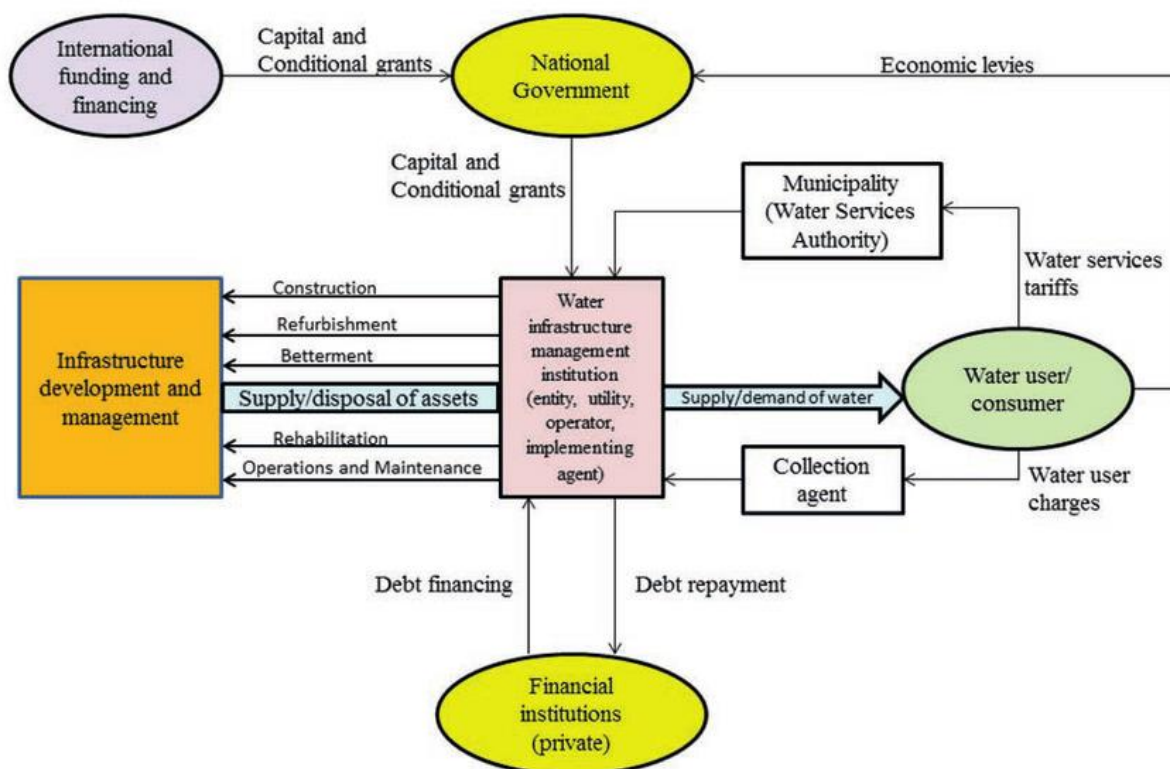 International
funding and
financing
Capital and
Conditional grants
National
Government
Economic levies
Capital and
Conditional grants
Municipality
(Water Services
Authority)
Water services
tariffs
Infrastructure
development and
management
Construction
Refurbishment
Betterment
Supply/disposal of assets
Rehabilitation
Operations and Maintenance
Water
infrastructure
management
institution
(entity, utility,
operator,
implementing
agent)
Supply/demand of water
Water user/
consumer
Collection
agent
Water user
charges
Debt financing
Debt repayment
Financial
institutions
(private)